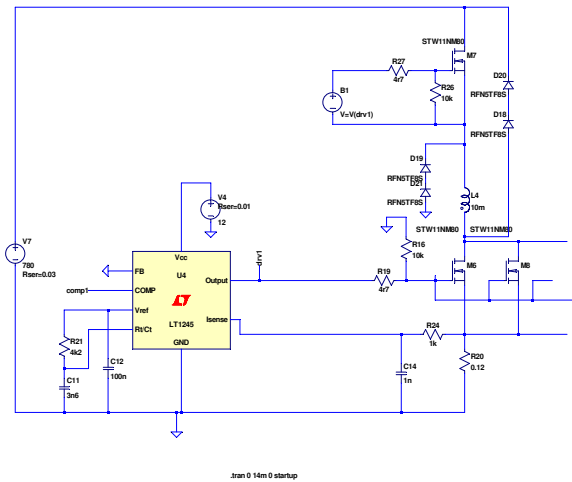 STW11NM80
M7
R27
4r7
D20
RFN5TF8S
R26
10k
B1
V=V(drv1)
D18
RFN5TF8S
D19
RFN5TF8S
D21
RFN5TF8S
L4
10m
V4
Rser=0.01
12
STW11NM80
STW11NM80
R16
10k
V7
780
Rser=0.03
Vcc
U4
FB
COMP
Vref
Rt/Ct
Output
Isense
LT1245
GND
comp1
drv1
R19
4r7
M6
M8
R21
4k2
C12
100n
C11
3n6
R24
1k
C14
1n
R20
0.12
.tran 0 14m 0 startup